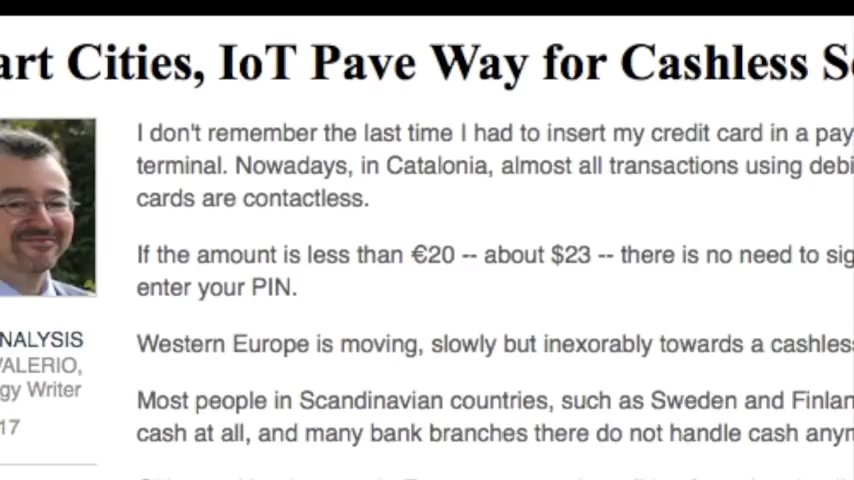 art Cities, IoT Pave Way for Cashless S
I don't remember the last time I had to insert my credit card in a pay
terminal. Nowadays, in Catalonia, almost all transactions using debi
cards are contactless.
If the amount is less than €20 -- about $23 -- there is no need to sig
enter your PIN.
NALYSIS
VALERIO,
gy Writer
17
Western Europe is moving, slowly but inexorably towards a cashles
Most people in Scandinavian countries, such as Sweden and Finlan
cash at all, and many bank branches there do not handle cash anym